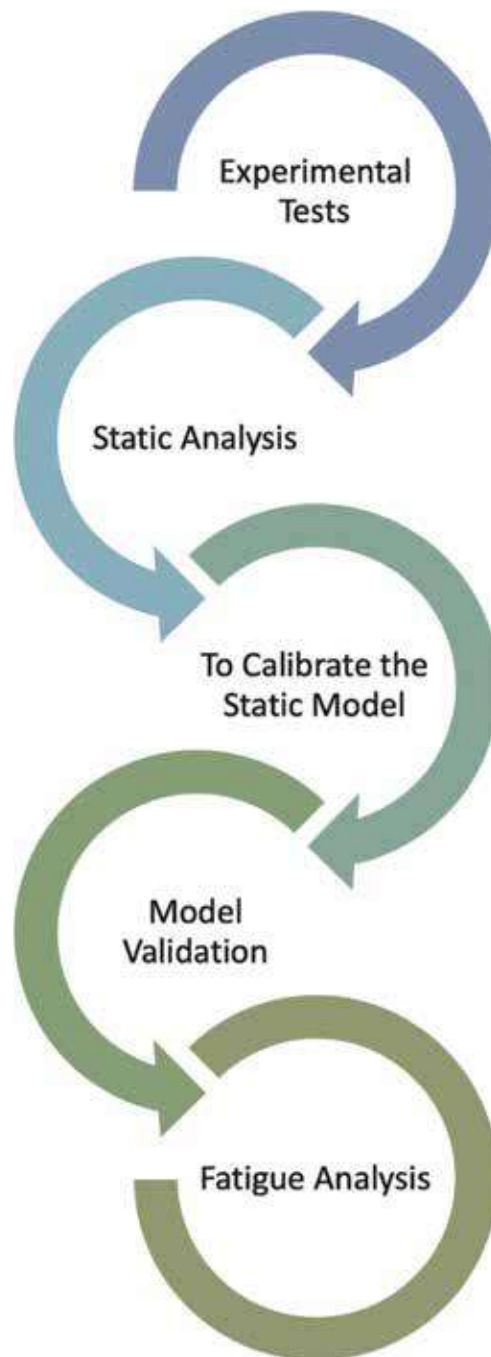 Experimental
Tests
Static Analysis
To Calibrate the
Static Model
Model
Validation
Fatigue Analysis